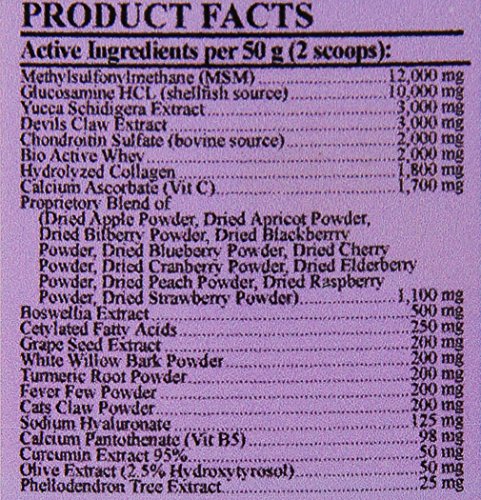 PRODUCT FACTS
Active Ingredients per 50 g (2 scoops):
Methylsulfonylmethane (MSM) 12,000 mg
Glucosamine HCL (shellfish source) 10,000 mg
Yucca Schidigera Extract 3,000 mg
Devils Claw Extract 3,000 mg
Chondroitin Sulfate (bovine source) 2,000 mg
Bio Active Whey 2,000 mg
Hydrolyzed Collagen 1,800 mg
Calcium Ascorbate (Vit C) 1,700 mg
Proprietary Blend of
(Dried Apple Powder, Dried Apricot Powder,
Dried Bilberry Powder, Dried Blackberry
Powder, Dried Blueberry Powder, Dried Cherry
Powder, Dried Cranberry Powder, Dried Elderberry
Powder, Dried Peach Powder, Dried Raspberry
Powder, Dried Strawberry Powder) 1,100 mg
Boswellia Extract 500 mg
Cetylated Fatty Acids 250 mg
Grape Seed Extract 200 mg
White Willow Bark Powder 200 mg
Turmeric Root Powder 200 mg
Fever Few Powder 200 mg
Cats Claw Powder 200 mg
Sodium Hyaluronate 125 mg
Calcium Pantothenate (Vit B5) 98 mg
Curcumin Extract 95% 50 mg
Olive Extract (2.5% Hydroxytyrosol) 50 mg
Phellodendron Tree Extract 25 mg